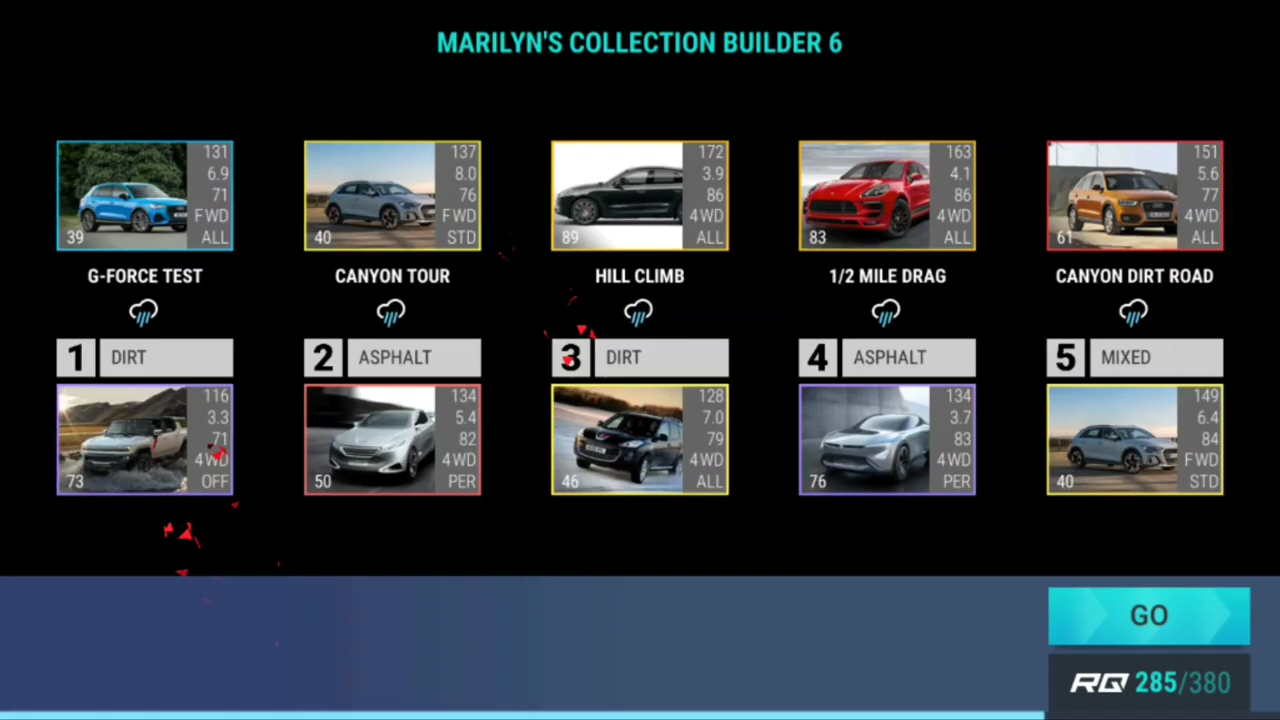 MARILYN'S COLLECTION BUILDER 6
131
6.9
71
FWD
39 ALL
137
8.0
76
FWD
40 STD
172
3.9
86
4WD
89 ALL
163
4.1
86
4WD
83 ALL
151
5.6
77
4WD
61 ALL
G-FORCE TEST
CANYON TOUR
HILL CLIMB
1/2 MILE DRAG
CANYON DIRT ROAD
1 DIRT
2 ASPHALT
3 DIRT
4 ASPHALT
5 MIXED
116
3.3
71
4WD
73 OFF
134
5.4
82
4WD
50 PER
128
7.0
79
4WD
46 ALL
134
3.7
83
4WD
76 PER
149
6.4
84
FWD
40 STD
GO
RQ 285/380